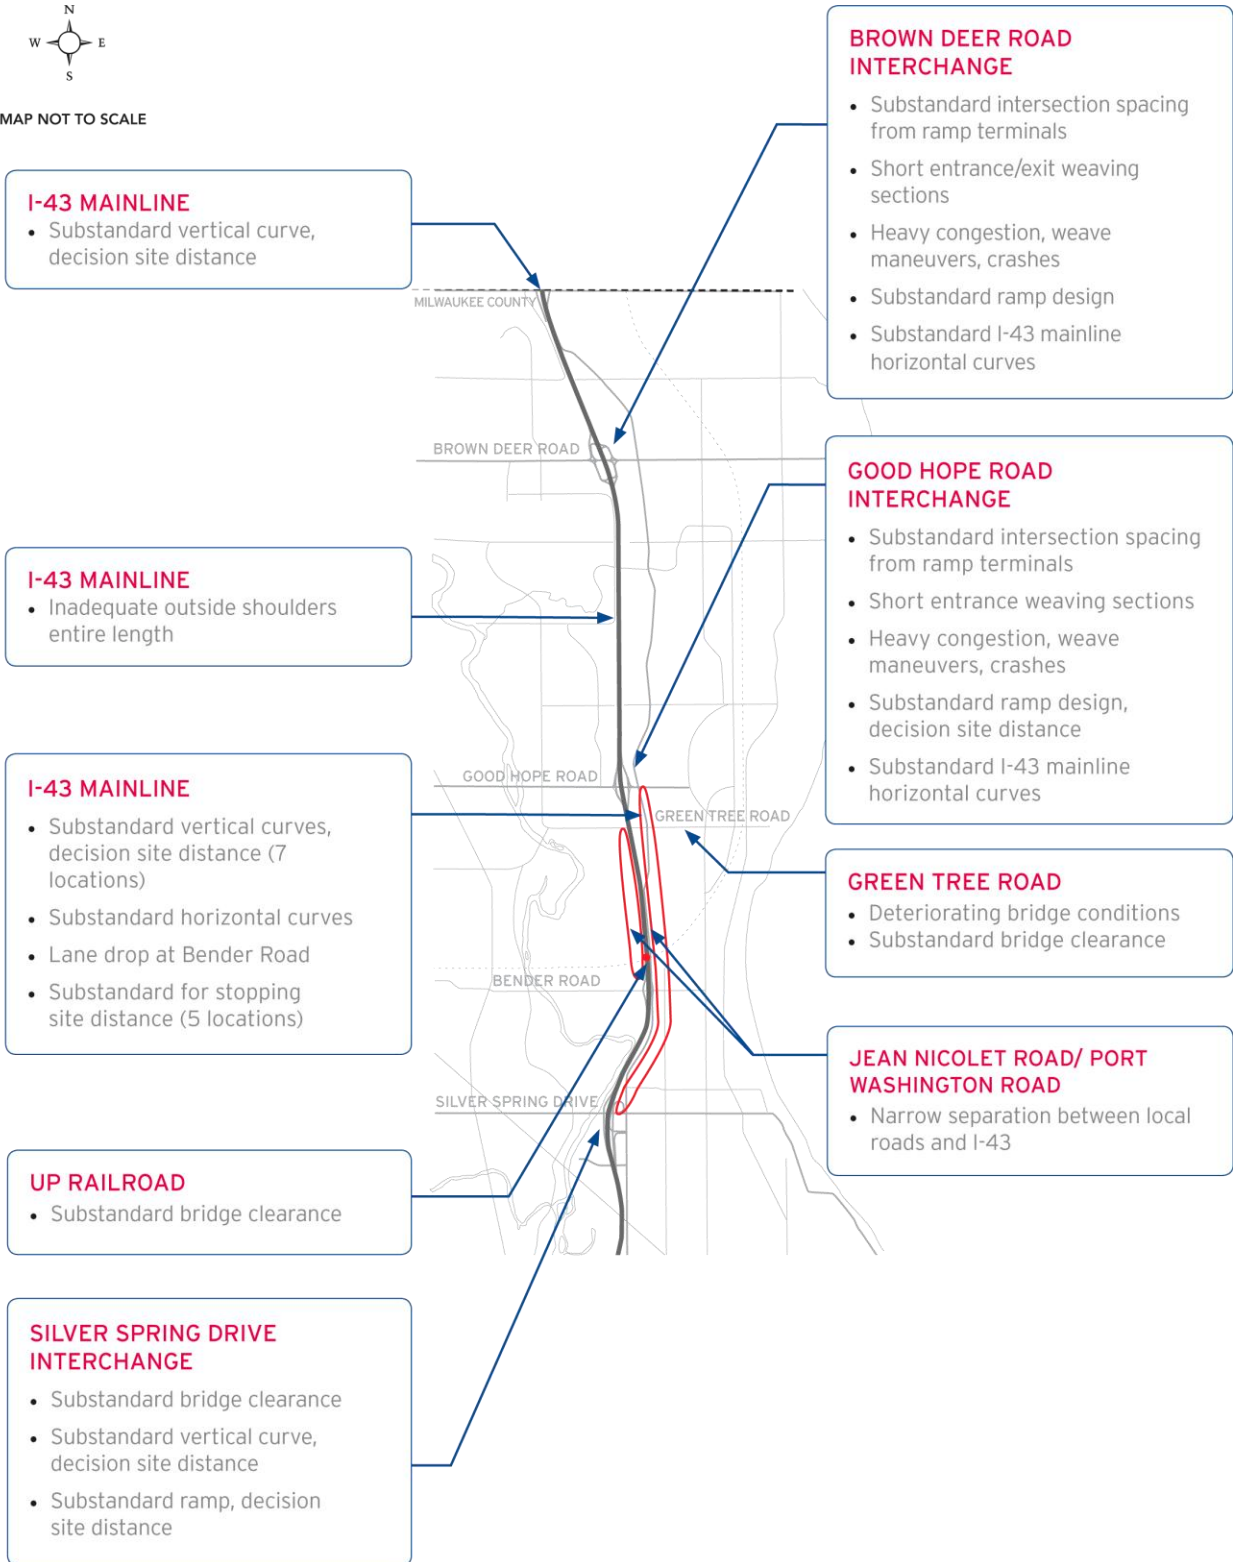 N
W E
S
MAP NOT TO SCALE
I-43 MAINLINE
• Substandard vertical curve,
decision site distance
BROWN DEER ROAD
INTERCHANGE
• Substandard intersection spacing
from ramp terminals
• Short entrance/exit weaving
sections
• Heavy congestion, weave
maneuvers, crashes
• Substandard ramp design
• Substandard I-43 mainline
horizontal curves
MILWAUKEE COUNTY
BROWN DEER ROAD
I-43 MAINLINE
• Inadequate outside shoulders
entire length
GOOD HOPE ROAD
INTERCHANGE
• Substandard intersection spacing
from ramp terminals
• Short entrance weaving sections
• Heavy congestion, weave
maneuvers, crashes
• Substandard ramp design,
decision site distance
• Substandard I-43 mainline
horizontal curves
I-43 MAINLINE
• Substandard vertical curves,
decision site distance (7
locations)
• Substandard horizontal curves
• Lane drop at Bender Road
• Substandard for stopping
site distance (5 locations)
GOOD HOPE ROAD
GREEN TREE ROAD
GREEN TREE ROAD
• Deteriorating bridge conditions
• Substandard bridge clearance
BENDER ROAD
JEAN NICOLET ROAD/ PORT
WASHINGTON ROAD
• Narrow separation between local
roads and I-43
SILVER SPRING DRIVE
UP RAILROAD
• Substandard bridge clearance
SILVER SPRING DRIVE
INTERCHANGE
• Substandard bridge clearance
• Substandard vertical curve,
decision site distance
• Substandard ramp, decision
site distance